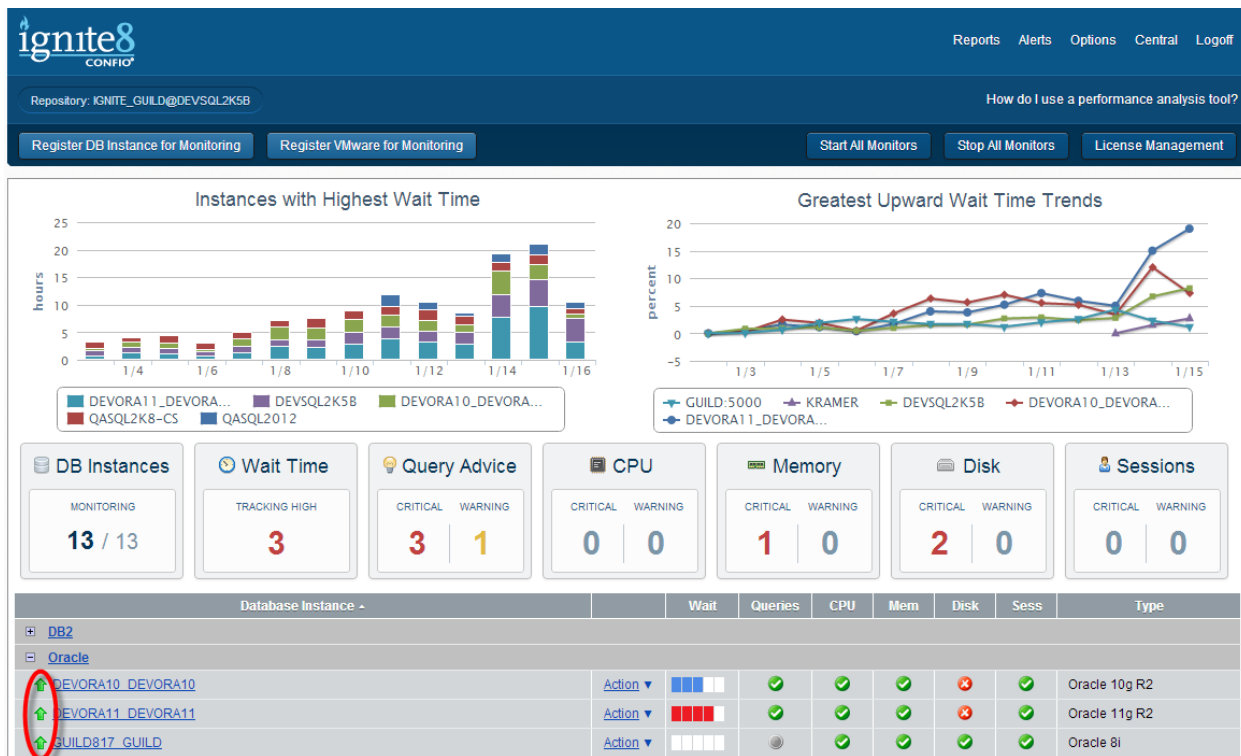 ignite8
CONFIO
Reports Alerts Options Central Logoff
Repository: IGNITE_GUILD@DEVSQL2K5B
How do I use a performance analysis tool?
Register DB Instance for Monitoring Register VMware for Monitoring Start All Monitors Stop All Monitors License Management
Instances with Highest Wait Time
25
20
15
10
5
0
hours
1/4 1/6 1/8 1/10 1/12 1/14 1/16
DEVORA11_DEVORA... DEVSQL2K5B DEVORA10_DEVORA...
QASQL2K8-CS QASQL2012
Greatest Upward Wait Time Trends
20
15
10
5
0
-5
percent
1/3 1/5 1/7 1/9 1/11 1/13 1/15
GUILD:5000 KRAMER DEVSQL2K5B DEVORA10_DEVORA...
DEVORA11_DEVORA...
DB Instances
MONITORING
13 / 13
Wait Time
TRACKING HIGH
3
Query Advice
CRITICAL WARNING
3 1
CPU
CRITICAL WARNING
0 0
Memory
CRITICAL WARNING
1 0
Disk
CRITICAL WARNING
2 0
Sessions
CRITICAL WARNING
0 0
Database Instance Wait Queries CPU Mem Disk Sess Type
DB2
Oracle
DEVORA10_DEVORA10 Action Oracle 10g R2
DEVORA11_DEVORA11 Action Oracle 11g R2
GUILD817_GUILD Action Oracle 8i